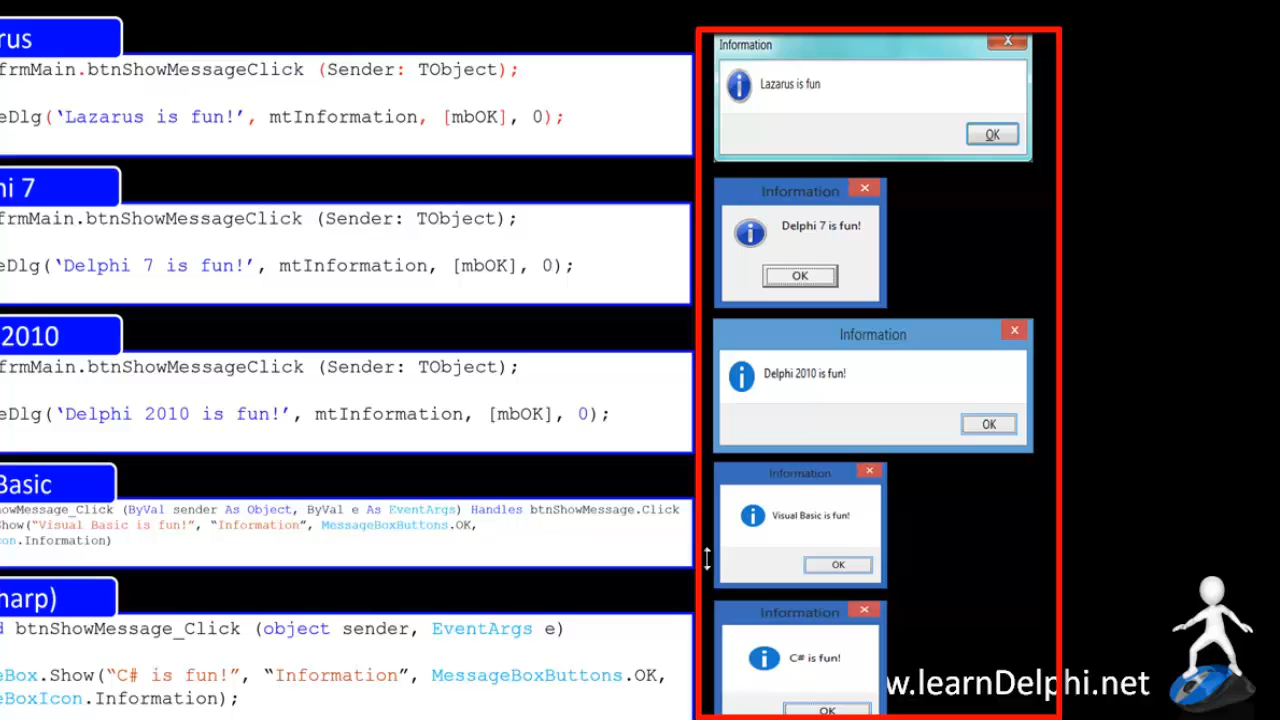 rus
frmMain.btnShowMessageClick (Sender: TObject);
eDlg(‘Lazarus is fun!’, mtInformation, [mbOK], 0);
Information
Lazarus is fun
OK
hi 7
frmMain.btnShowMessageClick (Sender: TObject);
eDlg(‘Delphi 7 is fun!’, mtInformation, [mbOK], 0);
Information
Delphi 7 is fun!
OK
2010
frmMain.btnShowMessageClick (Sender: TObject);
eDlg(‘Delphi 2010 is fun!’, mtInformation, [mbOK], 0);
Information
Delphi 2010 is fun!
OK
Basic
howMessage_Click (ByVal sender As Object, ByVal e As EventArgs) Handles btnShowMessage.Click
Show(“Visual Basic is fun!”, “Information”, MessageBoxButtons.OK,
con.Information)
Information
Visual Basic is fun!
OK
harp)
d btnShowMessage_Click (object sender, EventArgs e)
eBox.Show(“C# is fun!”, “Information”, MessageBoxButtons.OK,
eBoxIcon.Information);
Information
C# is fun!
OK
w.learnDelphi.net